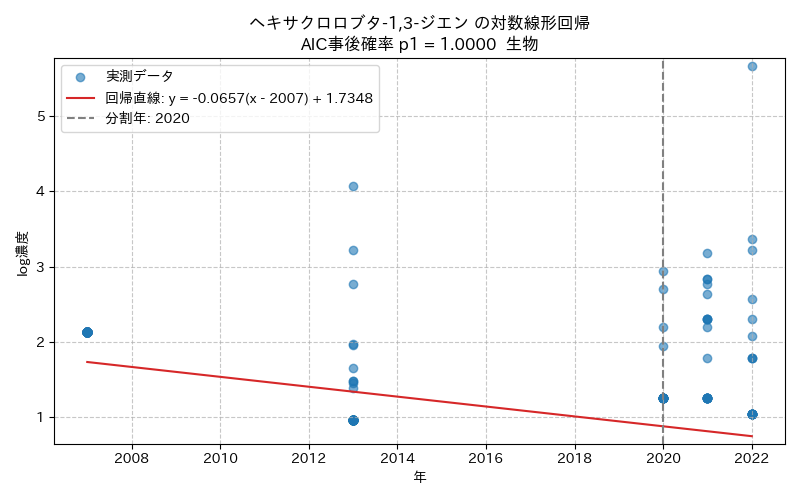 ヘキサクロロブタ-1,3-ジエン の対数線形回帰
AIC事後確率 p1 = 1.0000  生物
実測データ
回帰直線: y = -0.0657(x - 2007) + 1.7348
分割年: 2020
log濃度
5
4
3
2
1
2008 2010 2012 2014 2016 2018 2020 2022
年